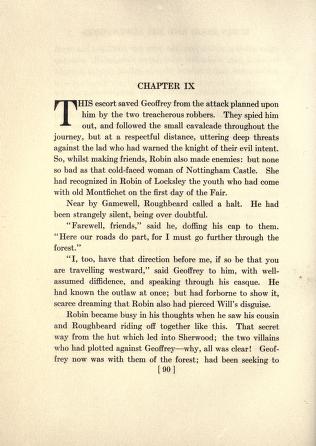 CHAPTER IX
THIS escort saved Geoffrey from the attack planned upon
him by the two treacherous robbers. They spied him
out, and followed the small cavalcade throughout the
journey, but at a respectful distance, uttering deep threats
against the lad who had warned the knight of their evil intent.
So, whilst making friends, Robin also made enemies: but none
so bad as that cold-faced woman of Nottingham Castle. She
had recognized in Robin of Locksley the youth who had come
with old Montfichet on the first day of the Fair.
Near by Gamewell, Roughbeard called a halt. He had
been strangely silent, being over doubtful.
"Farewell, friends," said he, doffing his cap to them.
"Here our roads do part, for I must go further through the
forest."
"I, too, have that direction before me, if so be that you
are travelling westward," said Geoffrey to him, with well-
assumed diffidence, and speaking through his casque. He
had known the outlaw at once; but had forborne to show it,
scarce dreaming that Robin also had pierced Will's disguise.
Robin became busy in his thoughts when he saw his cousin
and Roughbeard riding off together like this. That secret
way from the hut which led into Sherwood; the two villains
who had plotted against Geoffrey—why, all was clear! Geof-
frey now was with them of the forest; had been seeking to
[ 90 ]